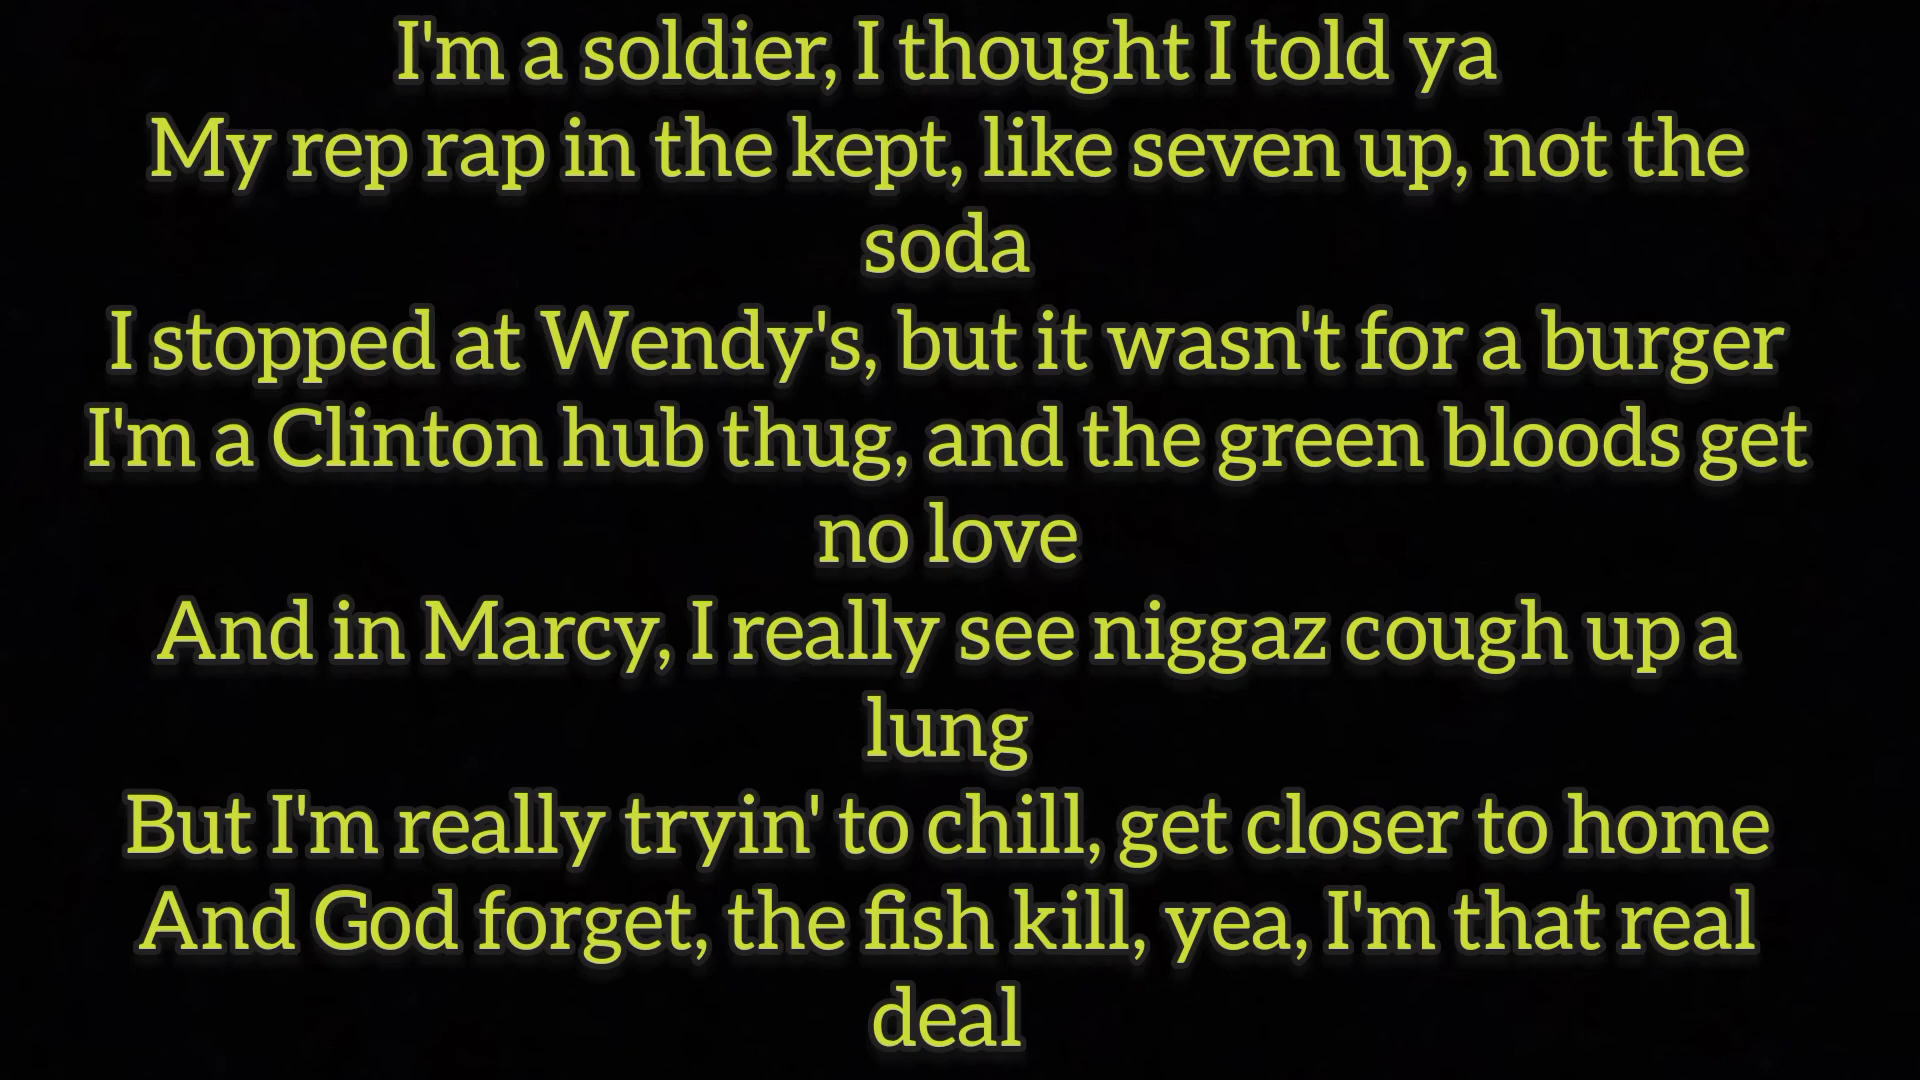 I'm a soldier, I thought I told ya
My rep rap in the kept, like seven up, not the
soda
I stopped at Wendy's, but it wasn't for a burger
I'm a Clinton hub thug, and the green bloods get
no love
And in Marcy, I really see niggaz cough up a
lung
But I'm really tryin' to chill, get closer to home
And God forget, the fish kill, yea, I'm that real
deal